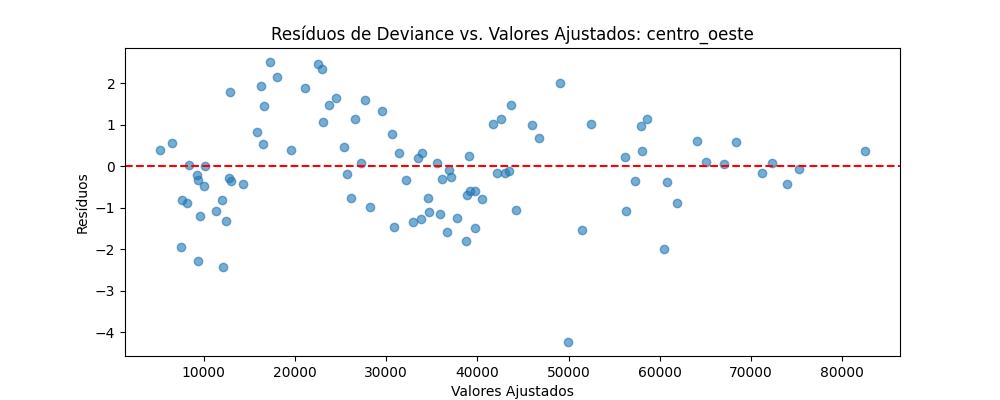 Resíduos de Deviance vs. Valores Ajustados: centro_oeste
Resíduos
2
1
0
−1
−2
−3
−4
10000 20000 30000 40000 50000 60000 70000 80000
Valores Ajustados